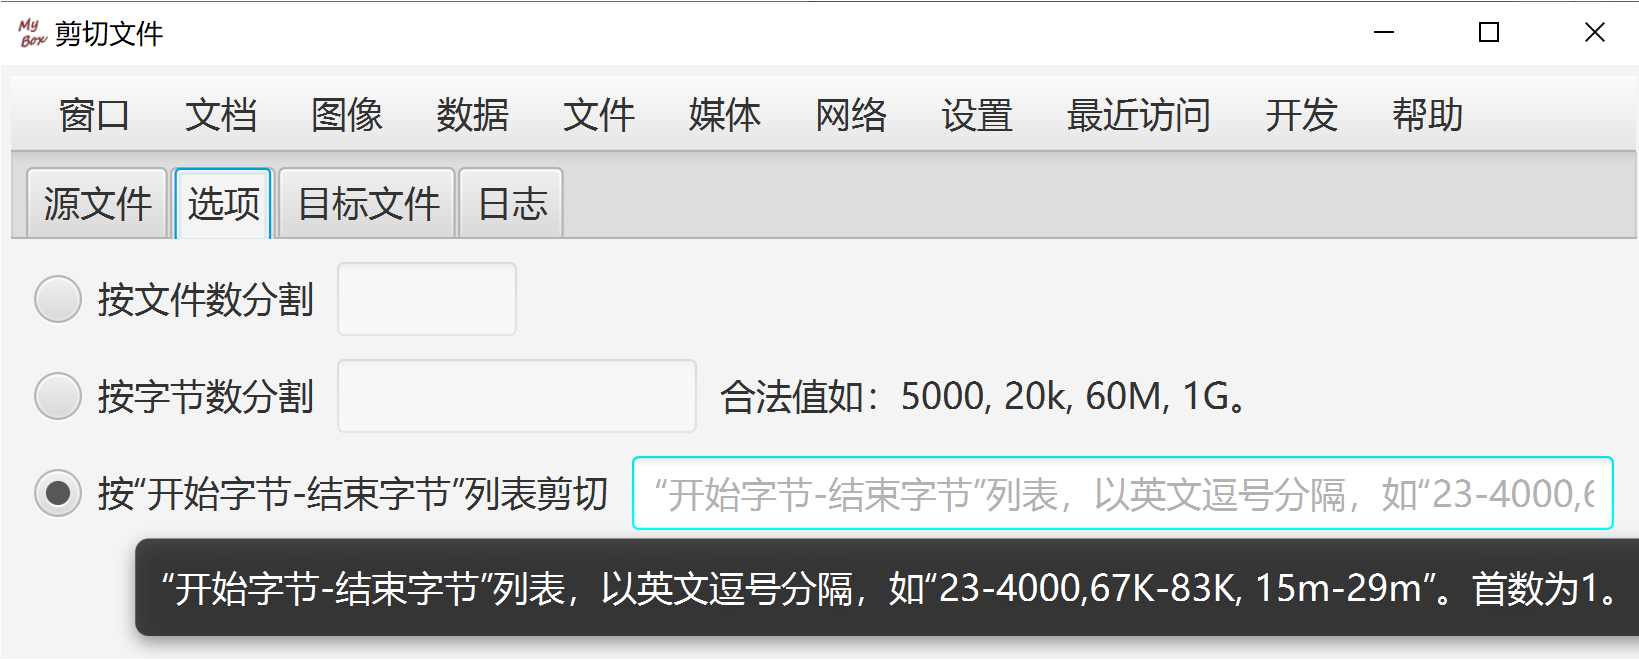 My Box 剪切文件
窗口 文档 图像 数据 文件 媒体 网络 设置 最近访问 开发 帮助
源文件 选项 目标文件 日志
按文件数分割
按字节数分割 合法值如：5000, 20k, 60M, 1G。
按“开始字节-结束字节”列表剪切 “开始字节-结束字节”列表，以英文逗号分隔，如“23-4000,6
“开始字节-结束字节”列表，以英文逗号分隔，如“23-4000,67K-83K, 15m-29m”。首数为1。